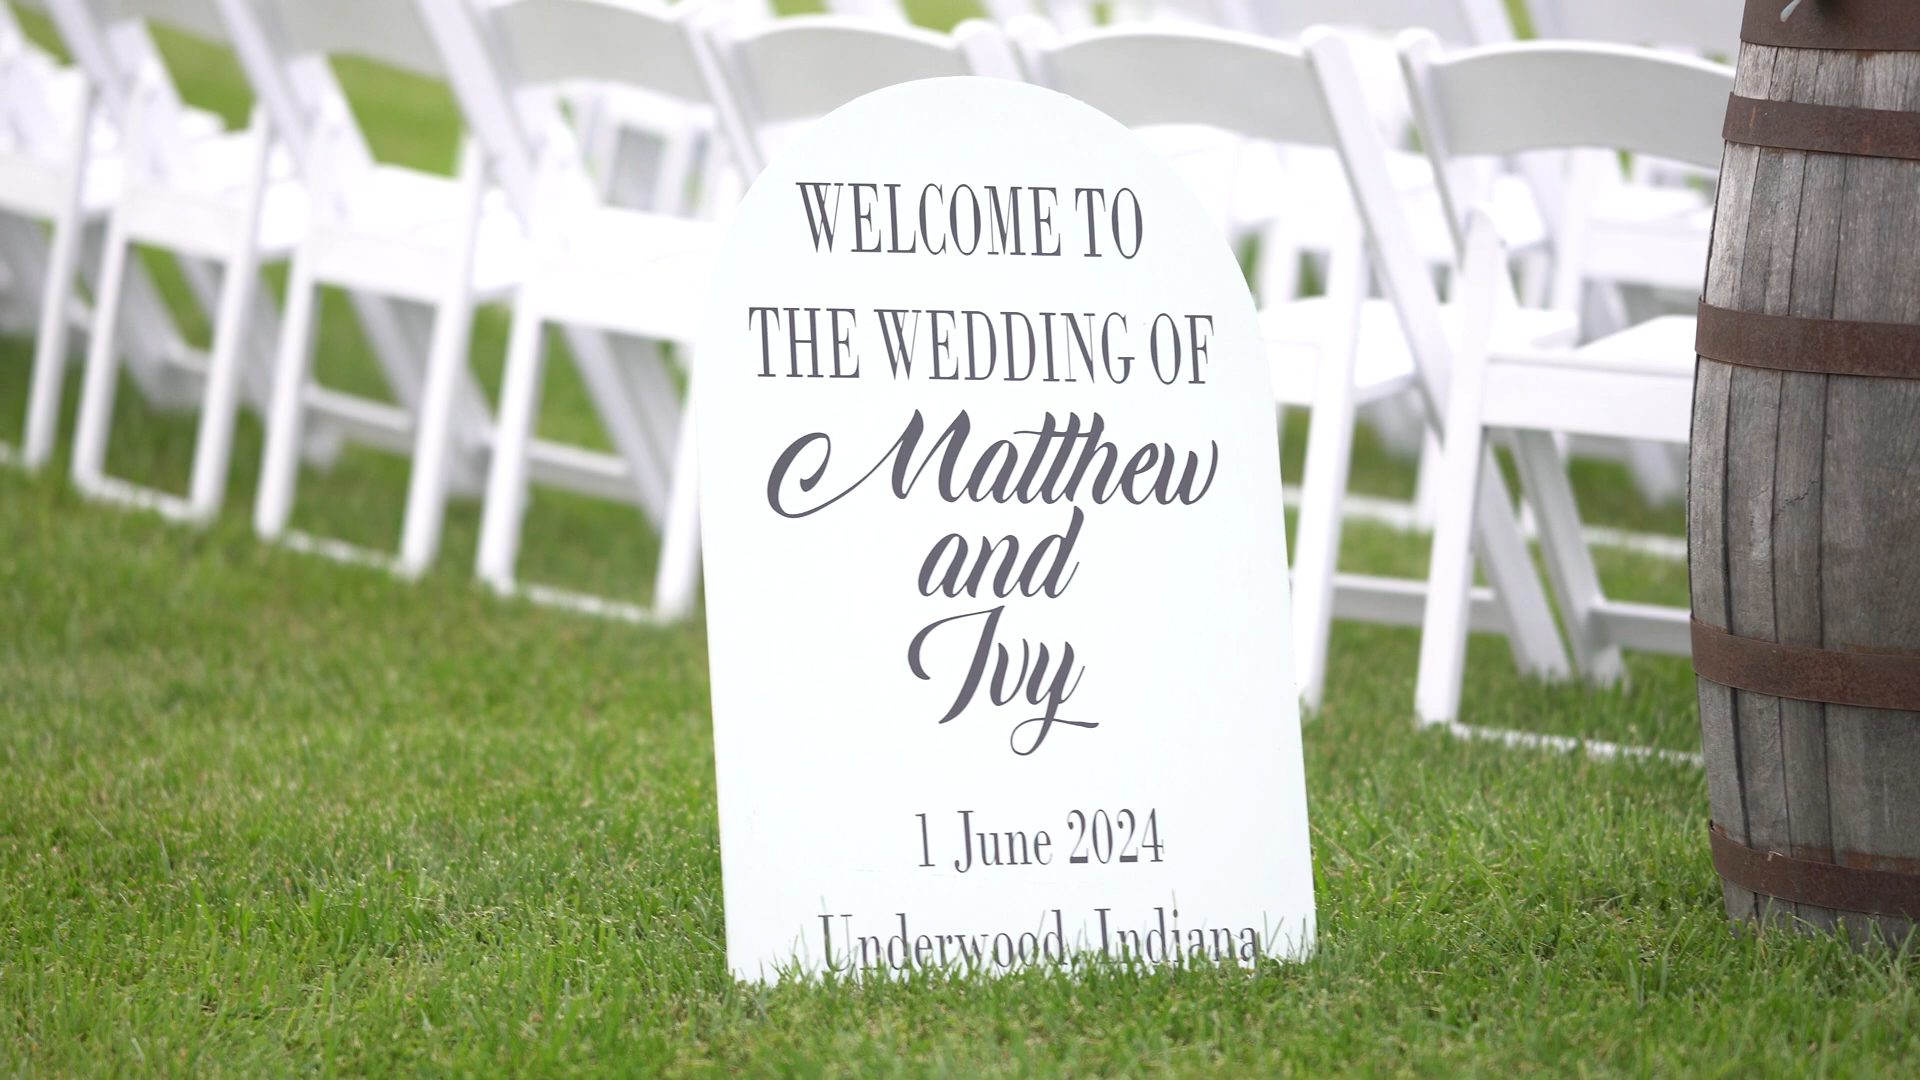 WELCOME TO
THE WEDDING OF
Matthew
and
Ivy
1 June 2024
Underwood, Indiana